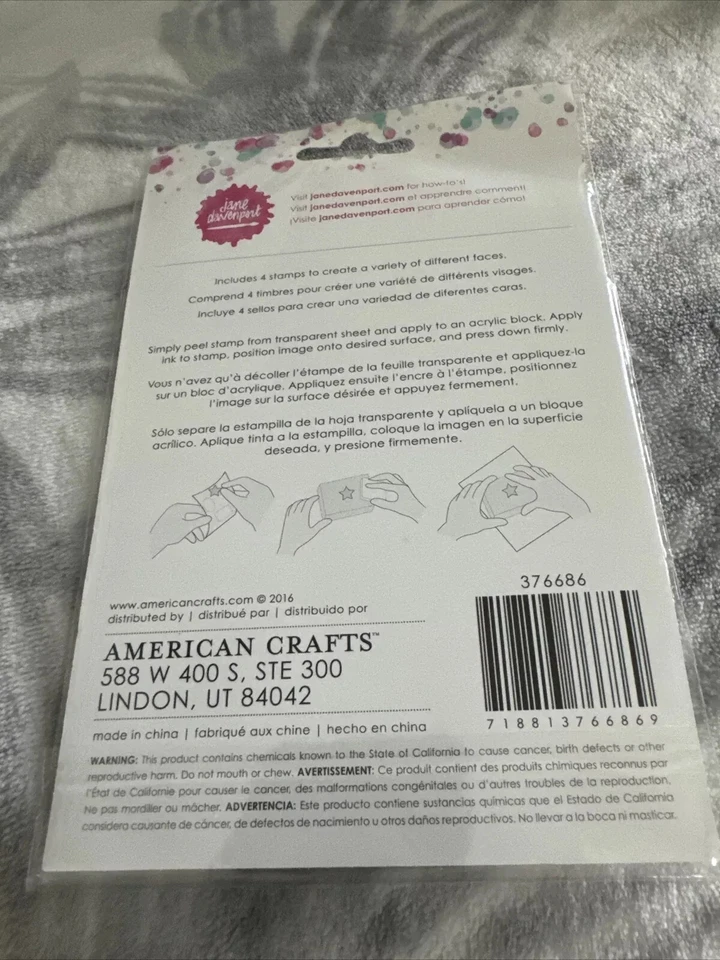 jane
davenport
Visit janedavenport.com for how-to's!
Visit janedavenport.com et apprendre comment!
¡Visite janedavenport.com para aprender cómo!
Includes 4 stamps to create a variety of different faces.
Comprend 4 timbres pour créer une variété de différents visages.
Incluye 4 sellos para crear una variedad de diferentes caras.
Simply peel stamp from transparent sheet and apply to an acrylic block. Apply
ink to stamp, position image onto desired surface, and press down firmly.
Vous n'avez qu'à décoller l'étampe de la feuille transparente et appliquez-la
sur un bloc d'acrylique. Appliquez ensuite l'encre à l'étampe, positionnez
l'image sur la surface désirée et appuyez fermement.
Sólo separe la estampilla de la hoja transparente y aplíquela a un bloque
acrílico. Aplique tinta a la estampilla, coloque la imagen en la superficie
deseada, y presione firmemente.
376686
www.americancrafts.com © 2016
distributed by | distribué par | distribuido por
AMERICAN CRAFTS™
588 W 400 S, STE 300
LINDON, UT 84042
718813766869
made in china | fabriqué aux chine | hecho en china
WARNING: This product contains chemicals known to the State of California to cause cancer, birth defects or other
reproductive harm. Do not mouth or chew. AVERTISSEMENT: Ce produit contient des produits chimiques reconnus par
l'État de Californie pour causer le cancer, des malformations congénitales ou d'autres troubles de la reproduction.
Ne pas mordiller ou mâcher. ADVERTENCIA: Este producto contiene sustancias químicas que el Estado de California
considera causante de cáncer, de defectos de nacimiento u otros daños reproductivos. No llevar a la boca ni masticar.